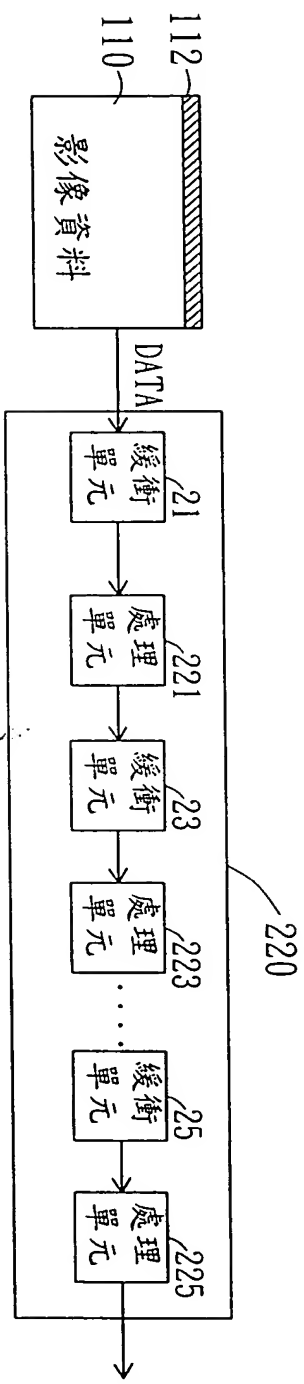 112
110
影像資料
DATA
220
21
緩衝
單元
221
處理
單元
23
緩衝
單元
223
處理
單元
.....
25
緩衝
單元
225
處理
單元